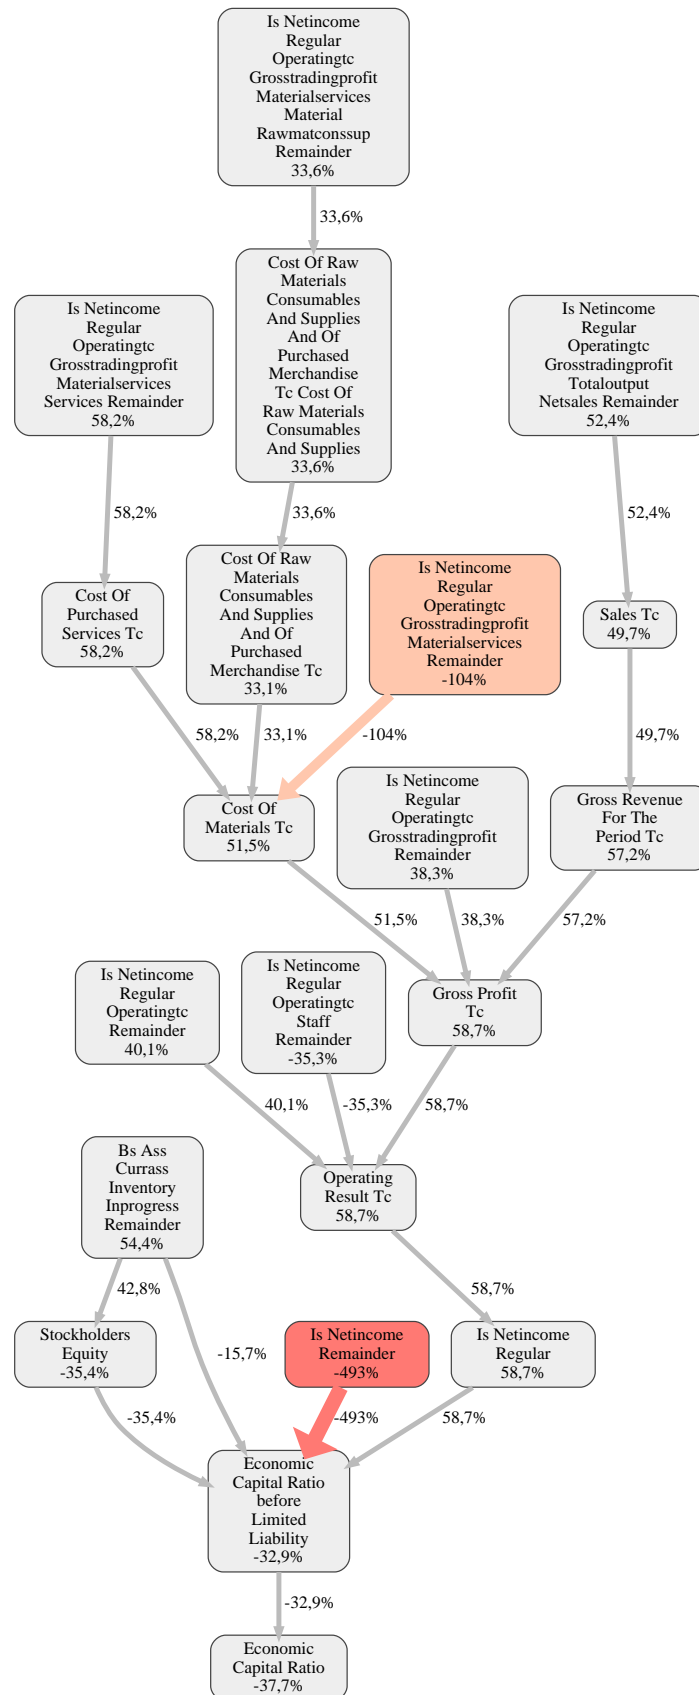 Is Netincome
Regular
Operatingtc
Grosstradingprofit
Materialservices
Material
Rawmatconssup
Remainder
33,6%
33,6%
Cost Of Raw
Materials
Consumables
And Supplies
And Of
Purchased
Merchandise
Tc Cost Of
Raw Materials
Consumables
And Supplies
33,6%
Is Netincome
Regular
Operatingtc
Grosstradingprofit
Materialservices
Services Remainder
58,2%
Is Netincome
Regular
Operatingtc
Grosstradingprofit
Totaloutput
Netsales Remainder
52,4%
58,2%
33,6%
52,4%
Cost Of
Purchased
Services Tc
58,2%
Cost Of Raw
Materials
Consumables
And Supplies
And Of
Purchased
Merchandise Tc
33,1%
Is Netincome
Regular
Operatingtc
Grosstradingprofit
Materialservices
Remainder
-104%
Sales Tc
49,7%
58,2%
33,1%
-104%
49,7%
Cost Of
Materials Tc
51,5%
Is Netincome
Regular
Operatingtc
Grosstradingprofit
Remainder
38,3%
Gross Revenue
For The
Period Tc
57,2%
51,5%
38,3%
57,2%
Is Netincome
Regular
Operatingtc
Remainder
40,1%
Is Netincome
Regular
Operatingtc
Staff
Remainder
-35,3%
Gross Profit
Tc
58,7%
40,1%
-35,3%
58,7%
Bs Ass
Currass
Inventory
Inprogress
Remainder
54,4%
Operating
Result Tc
58,7%
42,8%
-15,7%
58,7%
Stockholders
Equity
-35,4%
Is Netincome
Remainder
-493%
Is Netincome
Regular
58,7%
-35,4%
-493%
58,7%
Economic
Capital Ratio
before
Limited
Liability
-32,9%
-32,9%
Economic
Capital Ratio
-37,7%